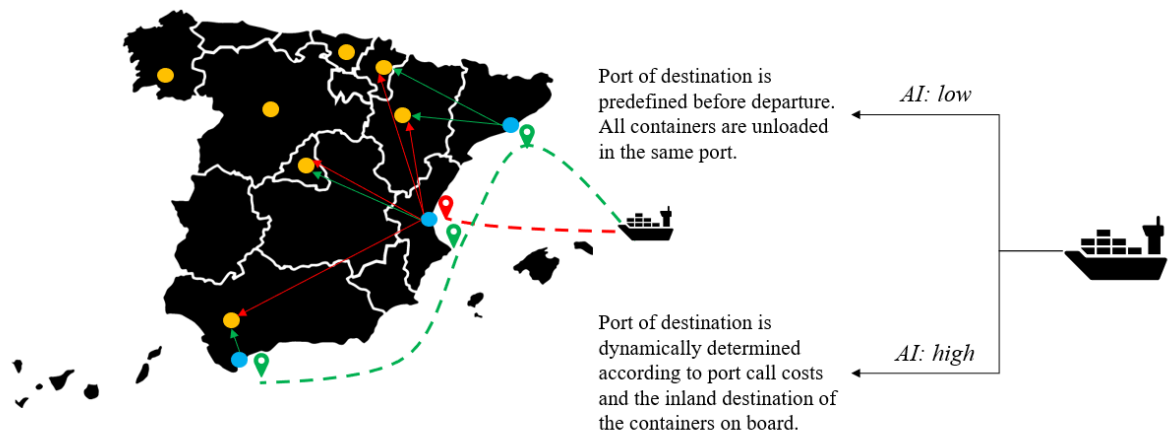 Port of destination is
predefined before departure.
All containers are unloaded
in the same port.
AI: low
Port of destination is
dynamically determined
according to port call costs
and the inland destination of
the containers on board.
AI: high